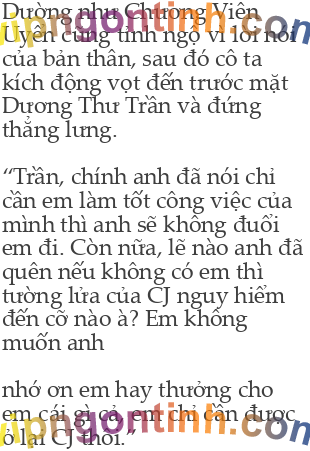 Dường như Chương Viên
Uyên cũng tỉnh ngộ vì lời nói
của bản thân, sau đó cô ta
kích động vọt đến trước mặt
Dương Thư Trần và đứng
thẳng lưng.
“Trần, chính anh đã nói chỉ
cần em làm tốt công việc của
mình thì anh sẽ không đuổi
em đi. Còn nữa, lẽ nào anh đã
quên nếu không có em thì
tường lửa của CJ nguy hiểm
đến cỡ nào à? Em không
muốn anh
nhớ ơn em hay thưởng cho
em cái gì cả, em chỉ cần được
ở lại CJ thôi.”
vipngontinh.com
vipngontinh.com